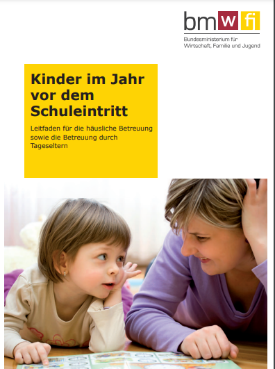 bmwfi
Bundesministerium für
Wirtschaft, Familie und Jugend
Kinder im Jahr
vor dem
Schuleintritt
Leitfaden für die häusliche Betreuung
sowie die Betreuung durch
Tageseltern